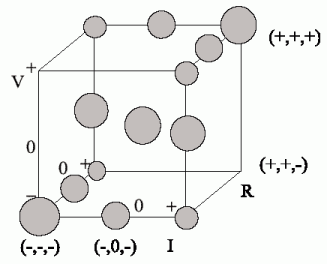 (+,+,+)
V +
0
0 +
(+,+,-)
R
-
0 +
(-,-,-) (-,0,-) I